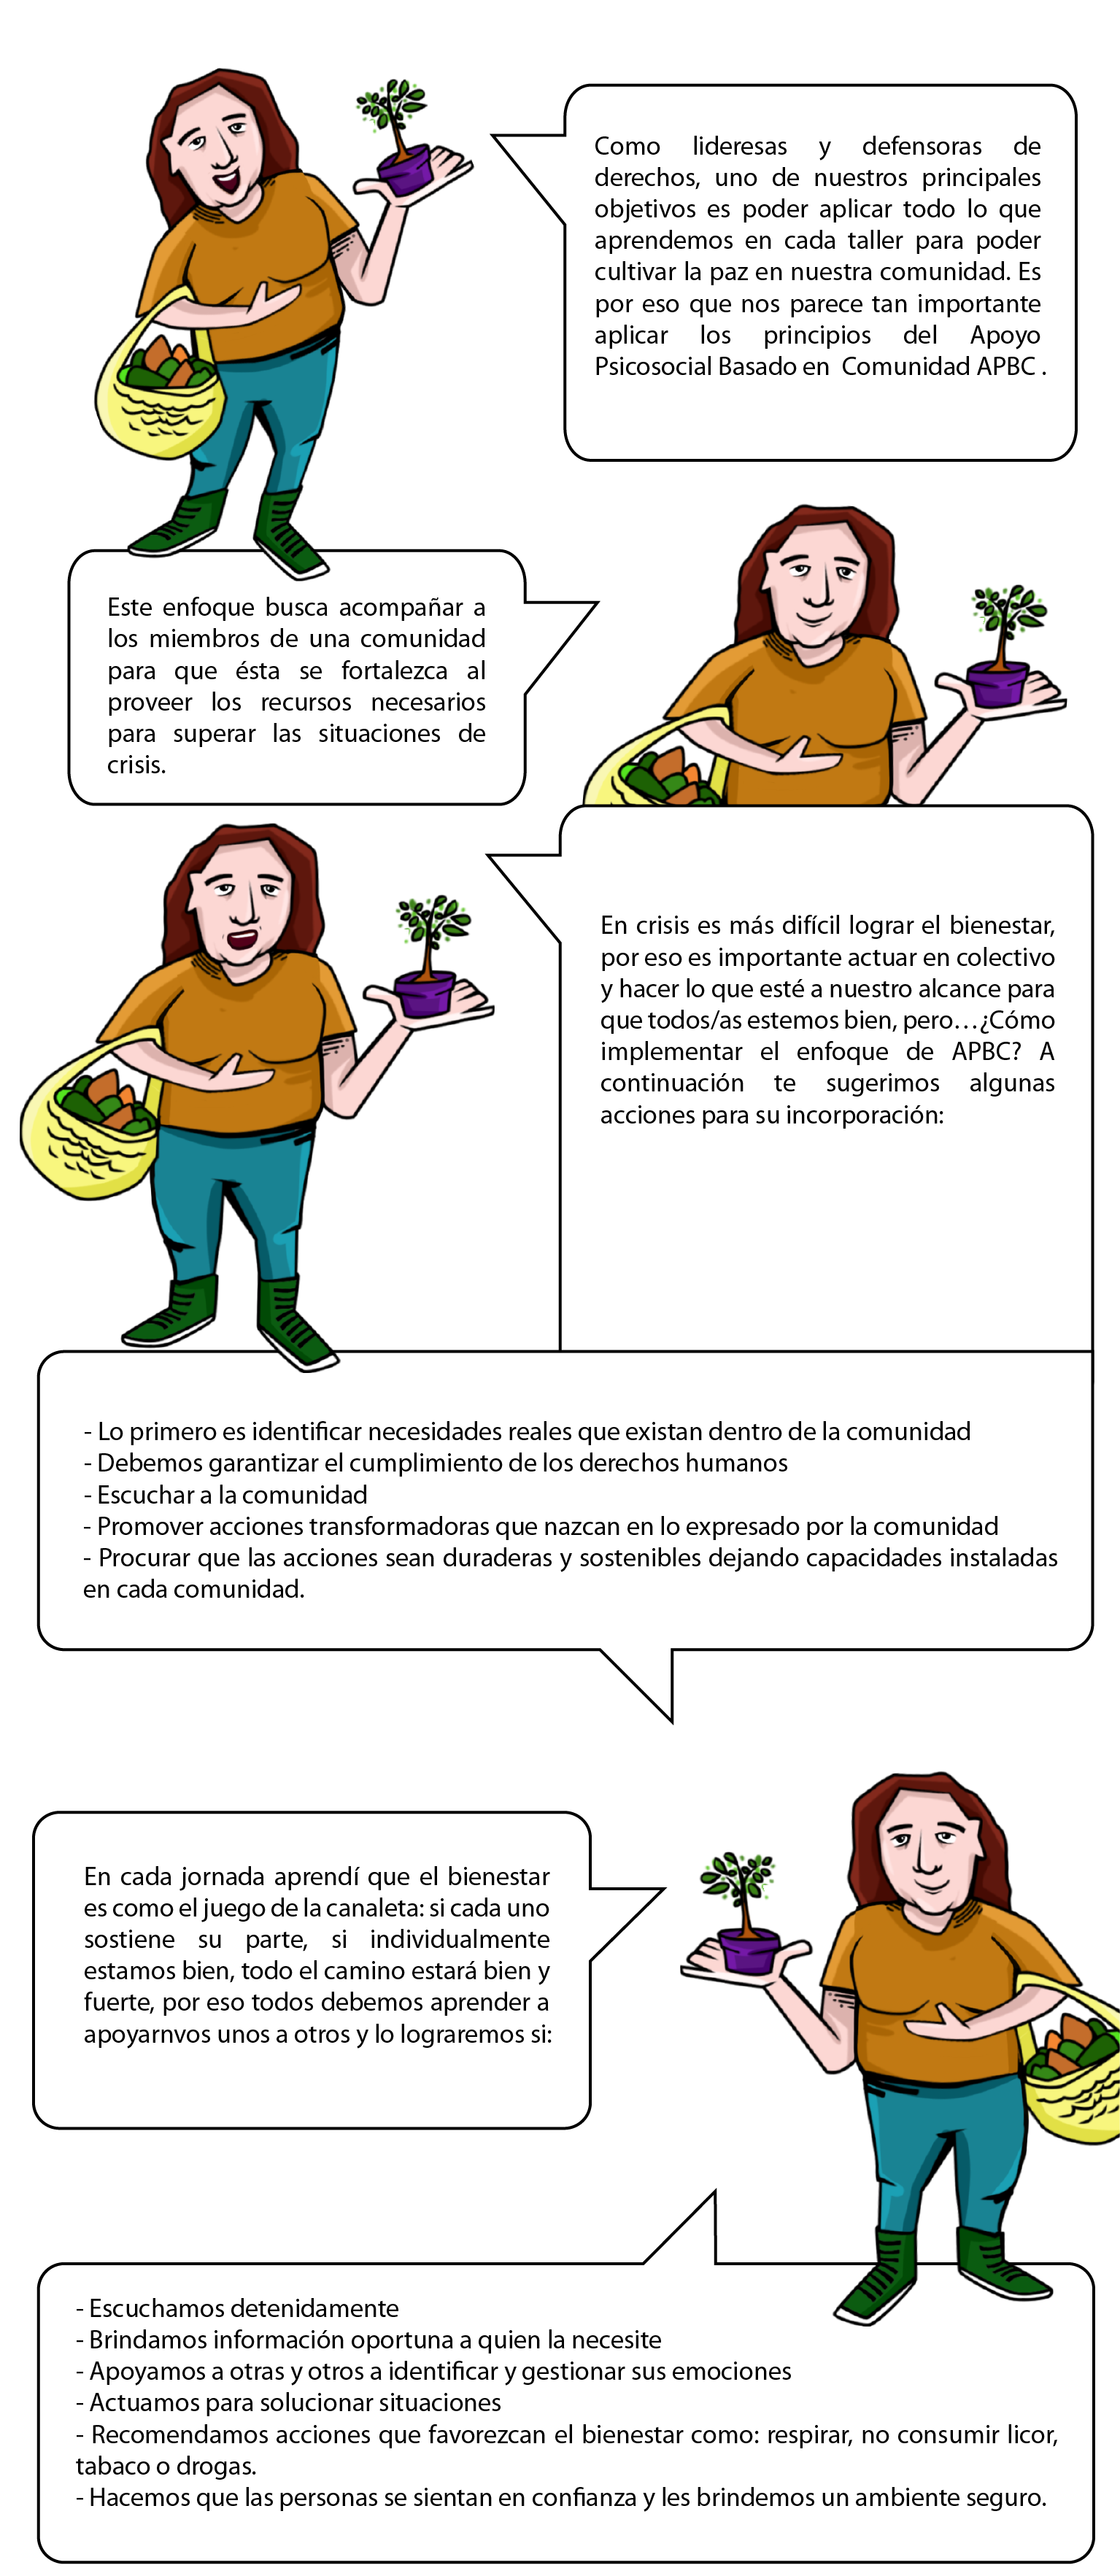 Como lideresas y defensoras de
derechos, uno de nuestros principales
objetivos es poder aplicar todo lo que
aprendemos en cada taller para poder
cultivar la paz en nuestra comunidad. Es
por eso que nos parece tan importante
aplicar los principios del Apoyo
Psicosocial Basado en Comunidad APBC .
Este enfoque busca acompañar a
los miembros de una comunidad
para que ésta se fortalezca al
proveer los recursos necesarios
para superar las situaciones de
crisis.
En crisis es más difícil lograr el bienestar,
por eso es importante actuar en colectivo
y hacer lo que esté a nuestro alcance para
que todos/as estemos bien, pero…¿Cómo
implementar el enfoque de APBC? A
continuación te sugerimos algunas
acciones para su incorporación:
- Lo primero es identificar necesidades reales que existan dentro de la comunidad
- Debemos garantizar el cumplimiento de los derechos humanos
- Escuchar a la comunidad
- Promover acciones transformadoras que nazcan en lo expresado por la comunidad
- Procurar que las acciones sean duraderas y sostenibles dejando capacidades instaladas
en cada comunidad.
En cada jornada aprendí que el bienestar
es como el juego de la canaleta: si cada uno
sostiene su parte, si individualmente
estamos bien, todo el camino estará bien y
fuerte, por eso todos debemos aprender a
apoyarnvos unos a otros y lo lograremos si:
- Escuchamos detenidamente
- Brindamos información oportuna a quien la necesite
- Apoyamos a otras y otros a identificar y gestionar sus emociones
- Actuamos para solucionar situaciones
- Recomendamos acciones que favorezcan el bienestar como: respirar, no consumir licor,
tabaco o drogas.
- Hacemos que las personas se sientan en confianza y les brindemos un ambiente seguro.